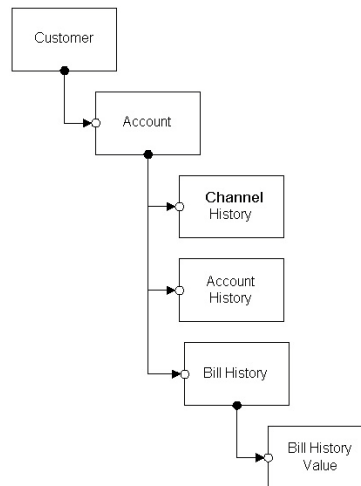 Customer
Account
Channel
History
Account
History
Bill History
Bill History
Value